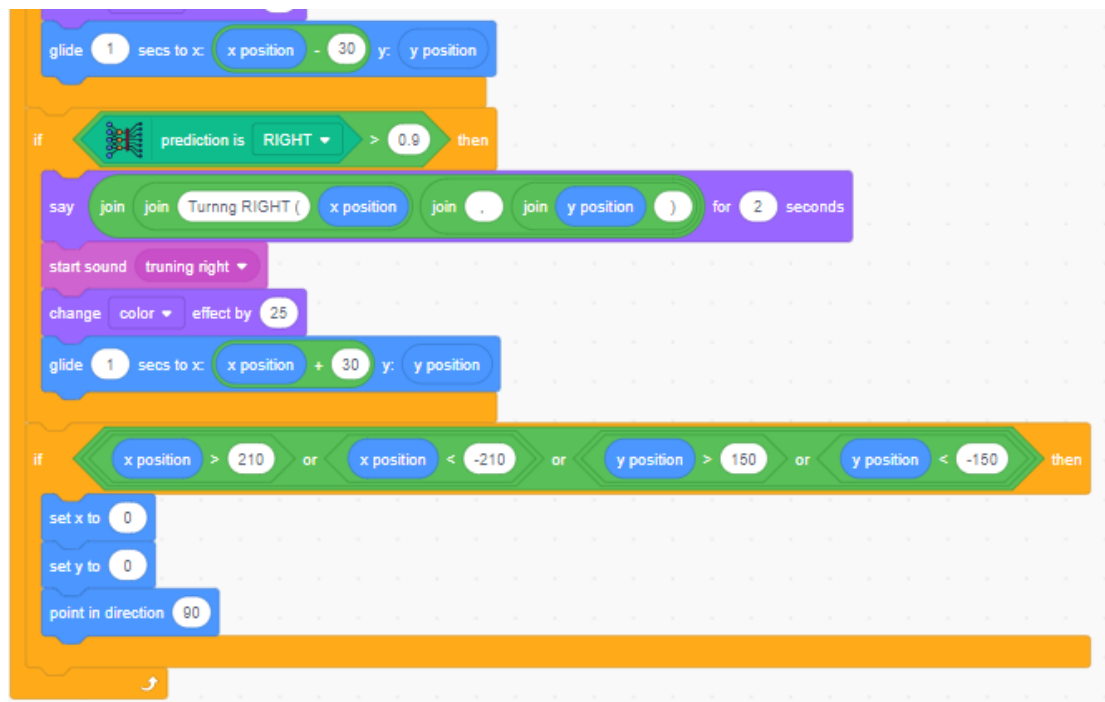 glide 1 secs to x: x position - 30 y: y position
if prediction is RIGHT > 0.9 then
say join join Turnng RIGHT ( x position join , join y position ) for 2 seconds
start sound truning right
change color effect by 25
glide 1 secs to x: x position + 30 y: y position
if x position > 210 or x position < -210 or y position > 150 or y position < -150 then
set x to 0
set y to 0
point in direction 90